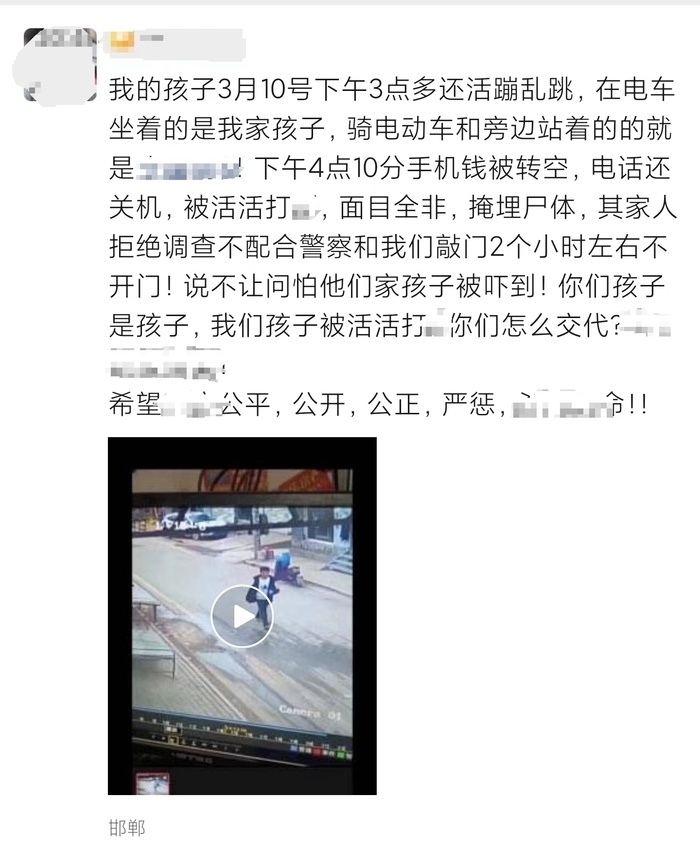 我的孩子3月10号下午3点多还活蹦乱跳，在电车
坐着的是我家孩子，骑电动车和旁边站着的的就
是！下午4点10分手机钱被转空，电话还
关机，被活活打，面目全非，掩埋尸体，其家人
拒绝调查不配合警察和我们敲门2个小时左右不
开门！说不让问怕他们家孩子被吓到！你们孩子
是孩子，我们孩子被活活打你们怎么交代？
希望公平，公开，公正，严惩，命!!
Camera 01
邯郸